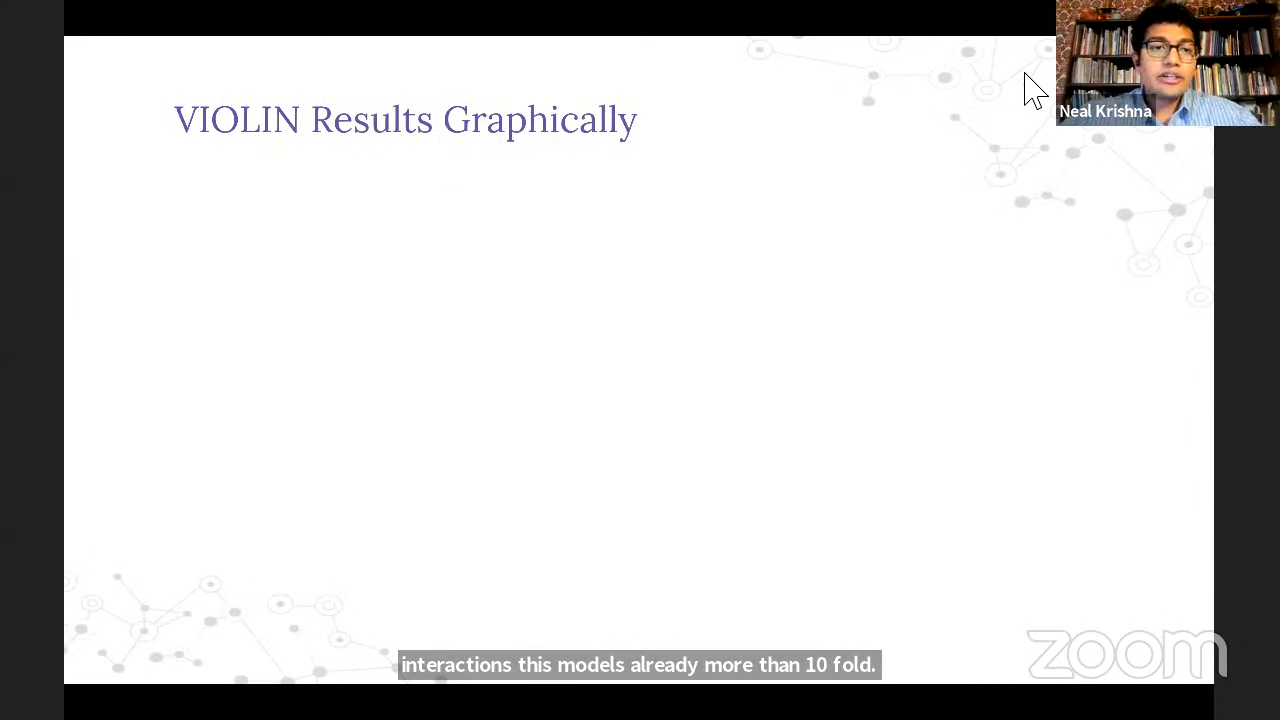 VIOLIN Results Graphically
Neal Krishna
interactions this models already more than 10 fold.
zoom